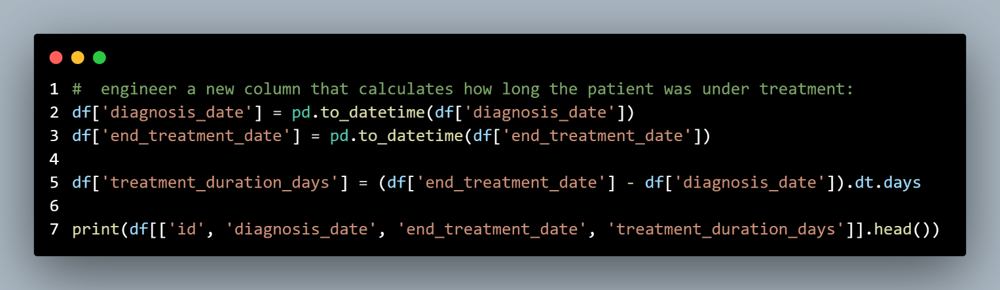 1 #  engineer a new column that calculates how long the patient was under treatment:
2 df['diagnosis_date'] = pd.to_datetime(df['diagnosis_date'])
3 df['end_treatment_date'] = pd.to_datetime(df['end_treatment_date'])
4
5 df['treatment_duration_days'] = (df['end_treatment_date'] - df['diagnosis_date']).dt.days
6
7 print(df[['id', 'diagnosis_date', 'end_treatment_date', 'treatment_duration_days']].head())